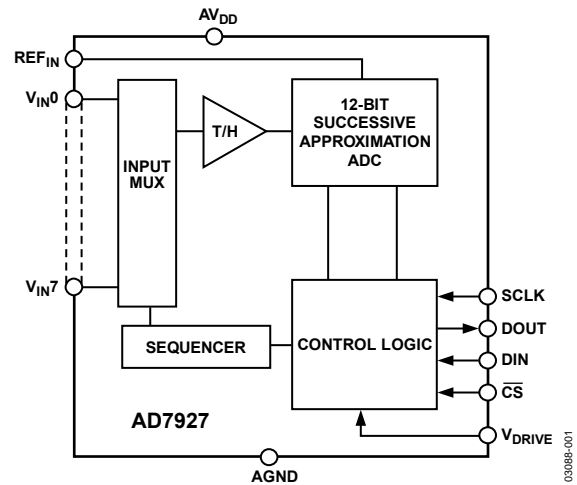 AVDD
REFIN
VIN0
VIN7
INPUT
MUX
T/H
12-BIT
SUCCESSIVE
APPROXIMATION
ADC
SEQUENCER
CONTROL LOGIC
SCLK
DOUT
DIN
C̅S̅
VDRIVE
AD7927
AGND
03088-001